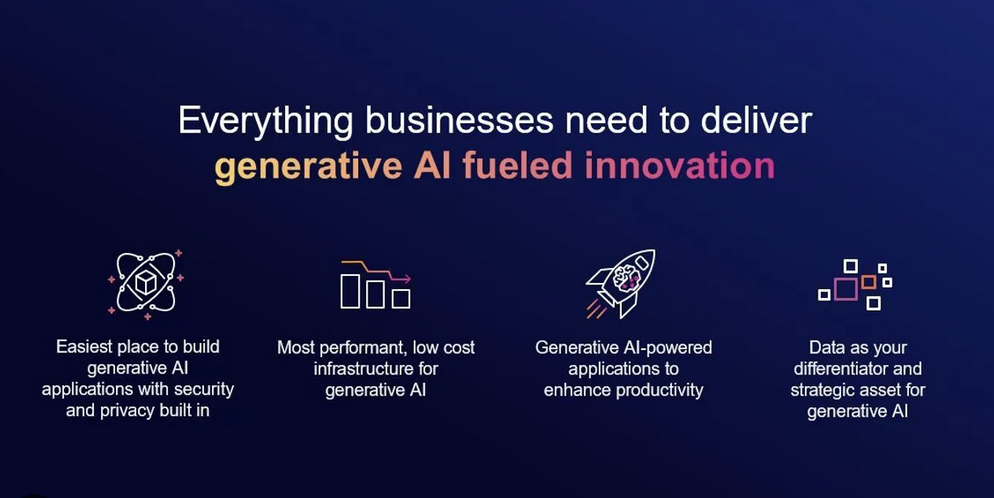 Everything businesses need to deliver
generative AI fueled innovation
Easiest place to build
generative AI
applications with security
and privacy built in
Most performant, low cost
infrastructure for
generative AI
Generative AI-powered
applications to
enhance productivity
Data as your
differentiator and
strategic asset for
generative AI